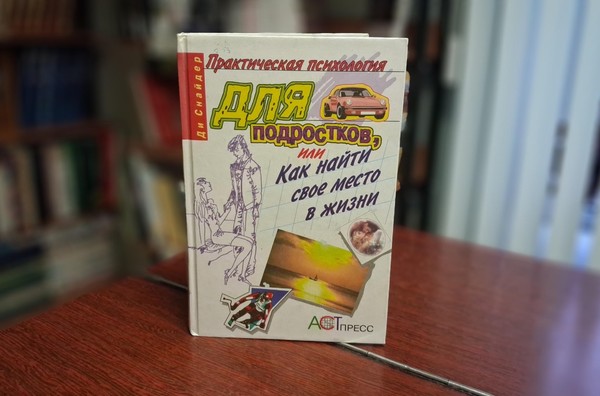 Ди Снайдер
Практическая психология
для
подростков,
или
Как найти
свое место
в жизни
АСТ ПРЕСС